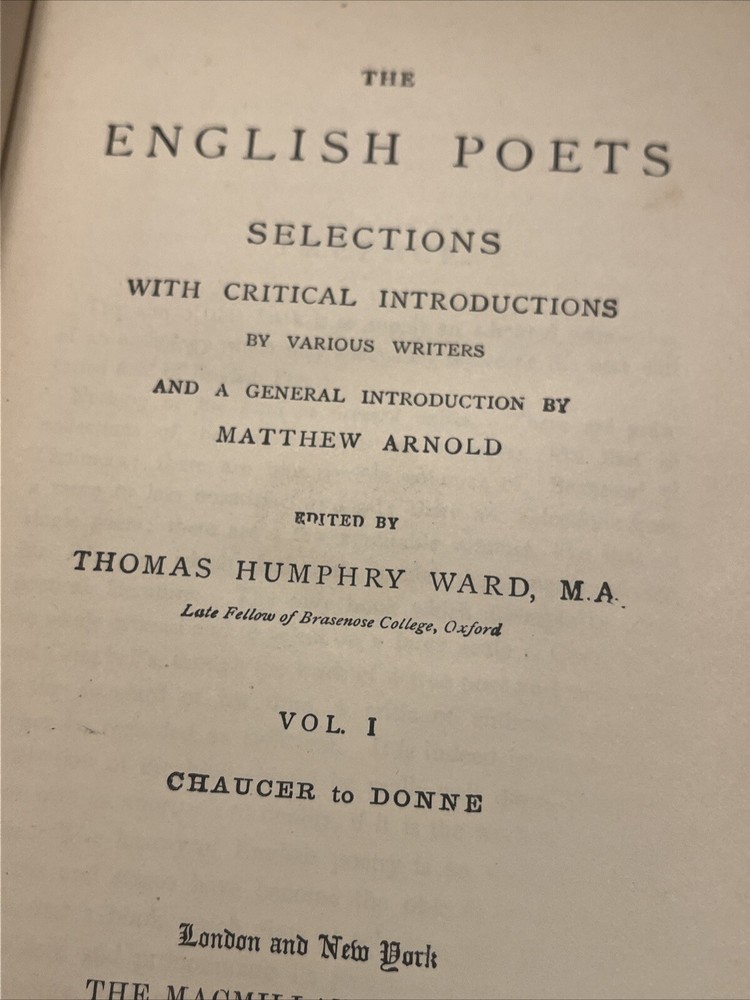 THE
ENGLISH POETS
SELECTIONS
WITH CRITICAL INTRODUCTIONS
BY VARIOUS WRITERS
AND A GENERAL INTRODUCTION BY
MATTHEW ARNOLD
EDITED BY
THOMAS HUMPHRY WARD, M.A.
Late Fellow of Brasenose College, Oxford
VOL. I
CHAUCER to DONNE
London and New York
THE